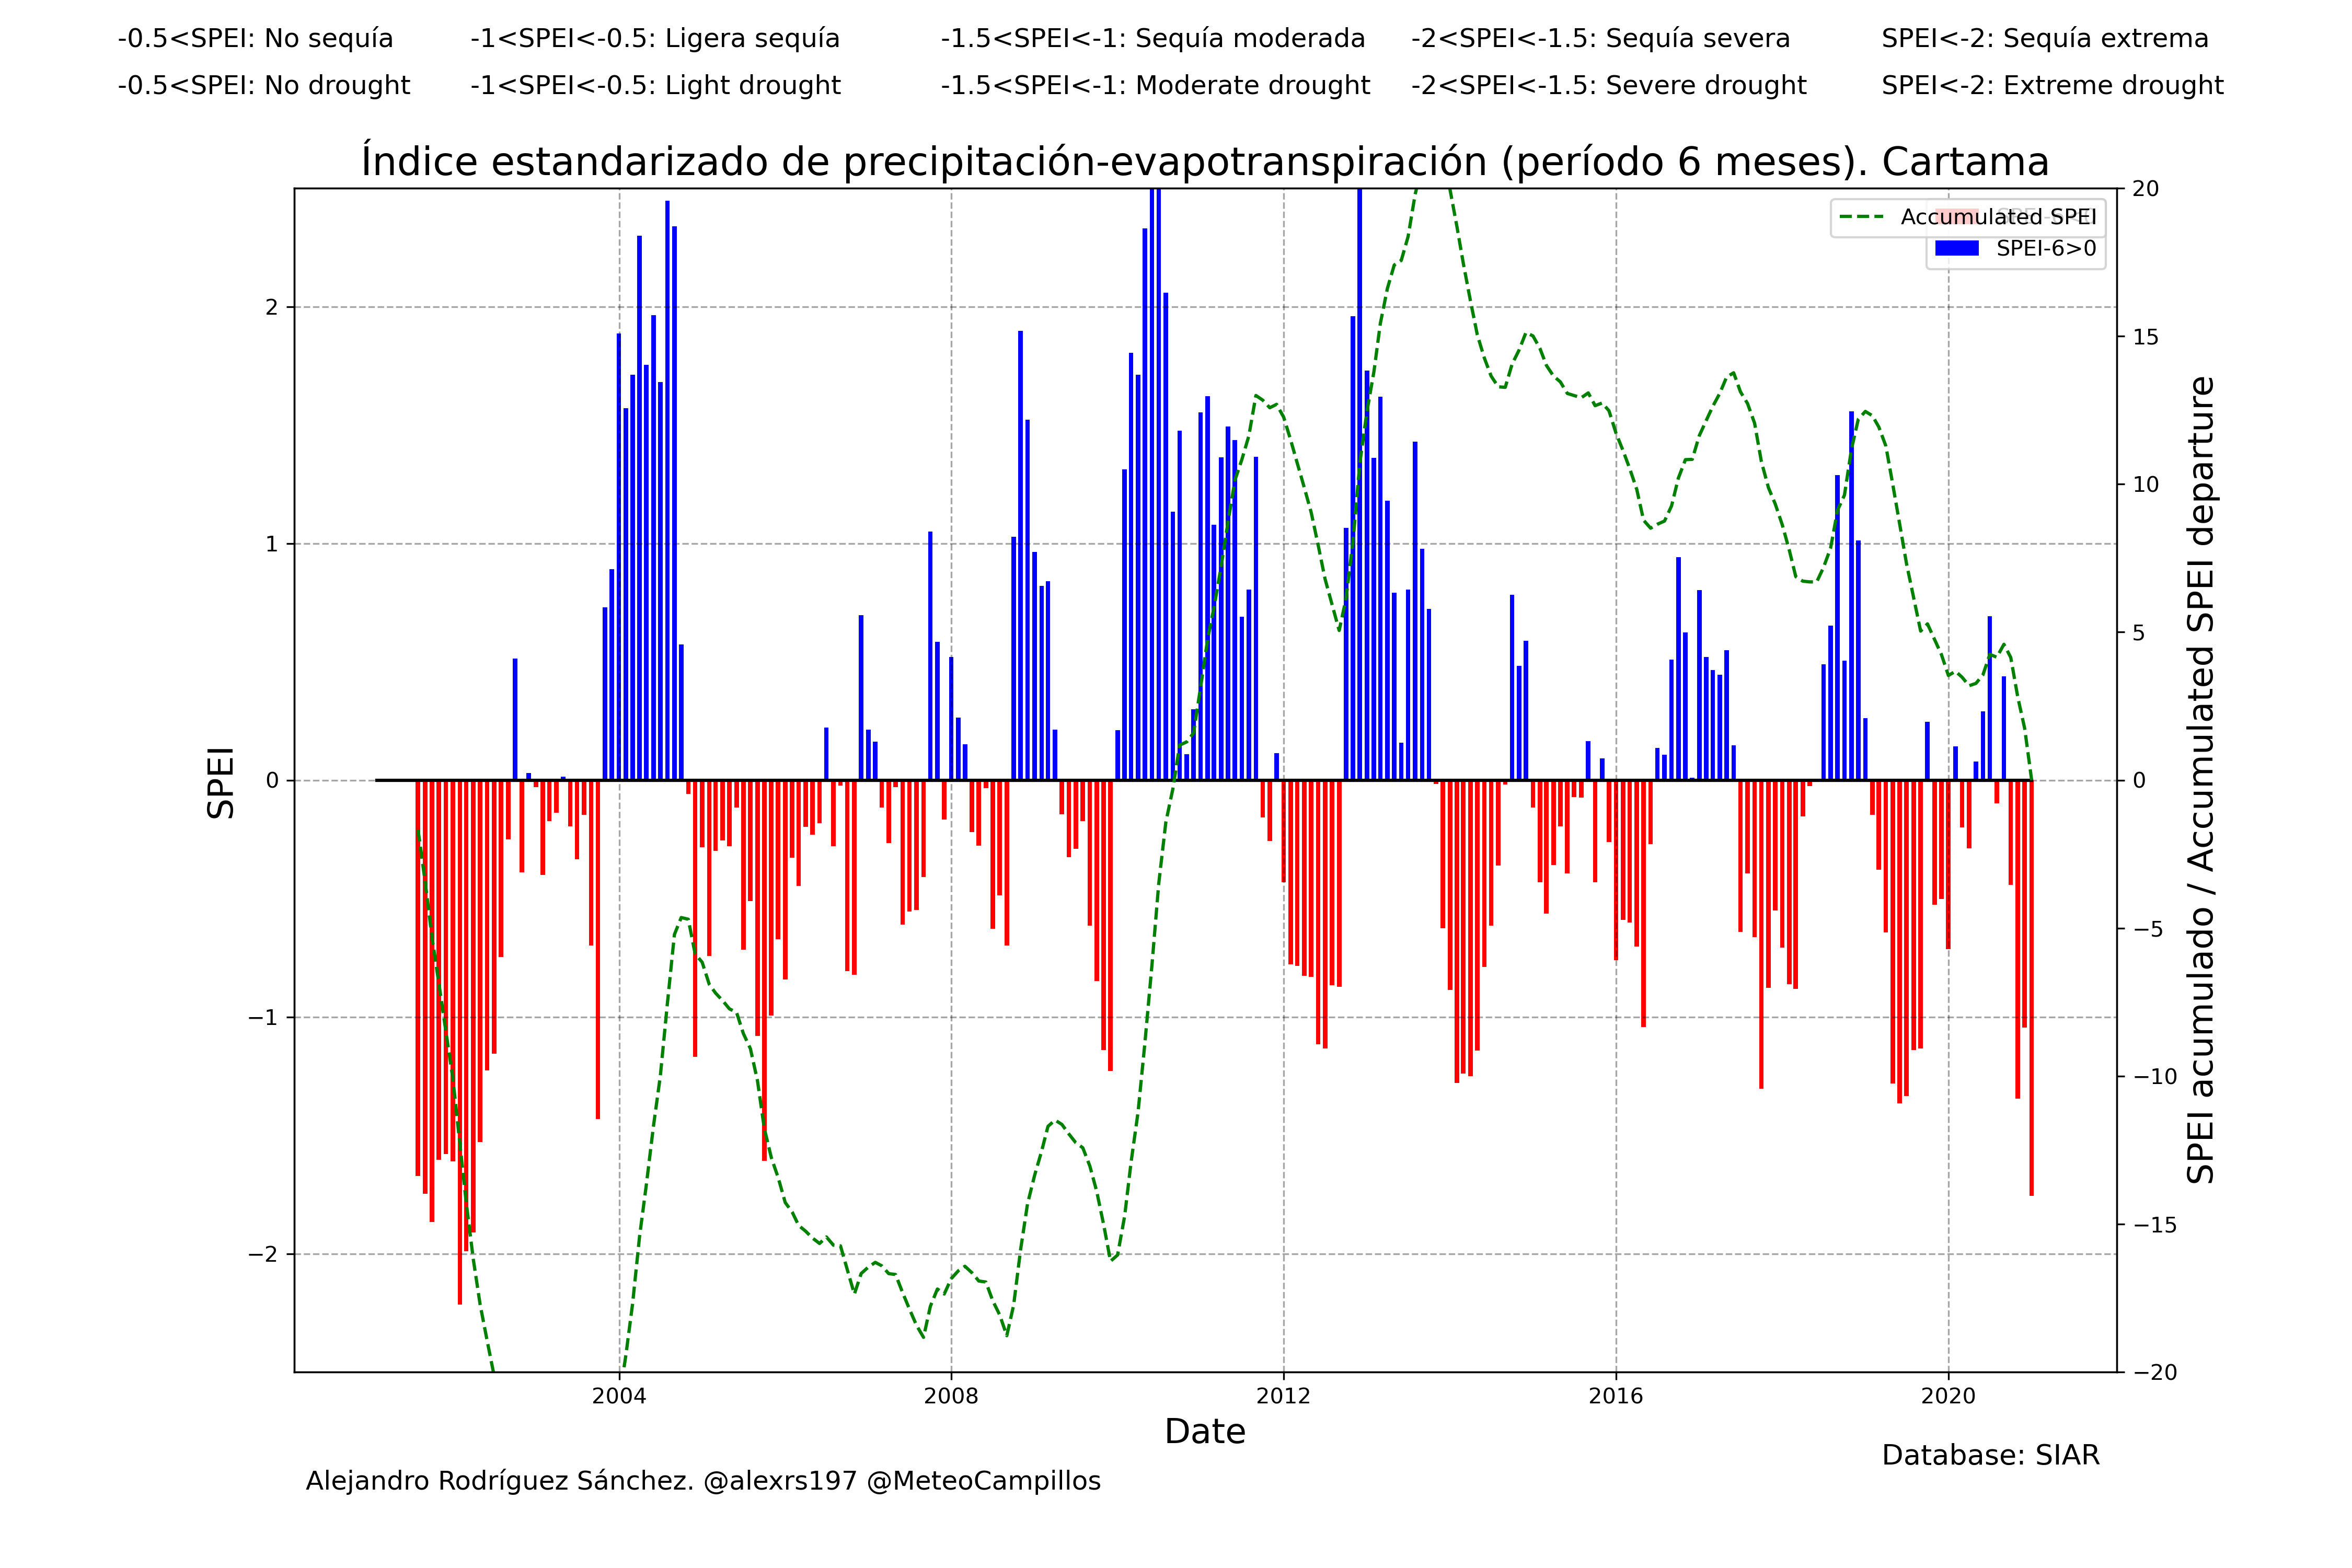 -0.5<SPEI: No sequía -1<SPEI<-0.5: Ligera sequía -1.5<SPEI<-1: Sequía moderada -2<SPEI<-1.5: Sequía severa SPEI<-2: Sequía extrema
-0.5<SPEI: No drought -1<SPEI<-0.5: Light drought -1.5<SPEI<-1: Moderate drought -2<SPEI<-1.5: Severe drought SPEI<-2: Extreme drought
Índice estandarizado de precipitación-evapotranspiración (período 6 meses). Cartama
Accumulated SPEI
SPEI-6>0
SPEI
2
1
0
−1
−2
20
15
10
5
0
−5
−10
−15
−20
SPEI acumulado / Accumulated SPEI departure
2004 2008 2012 2016 2020
Date
Database: SIAR
Alejandro Rodríguez Sánchez. @alexrs197 @MeteoCampillos